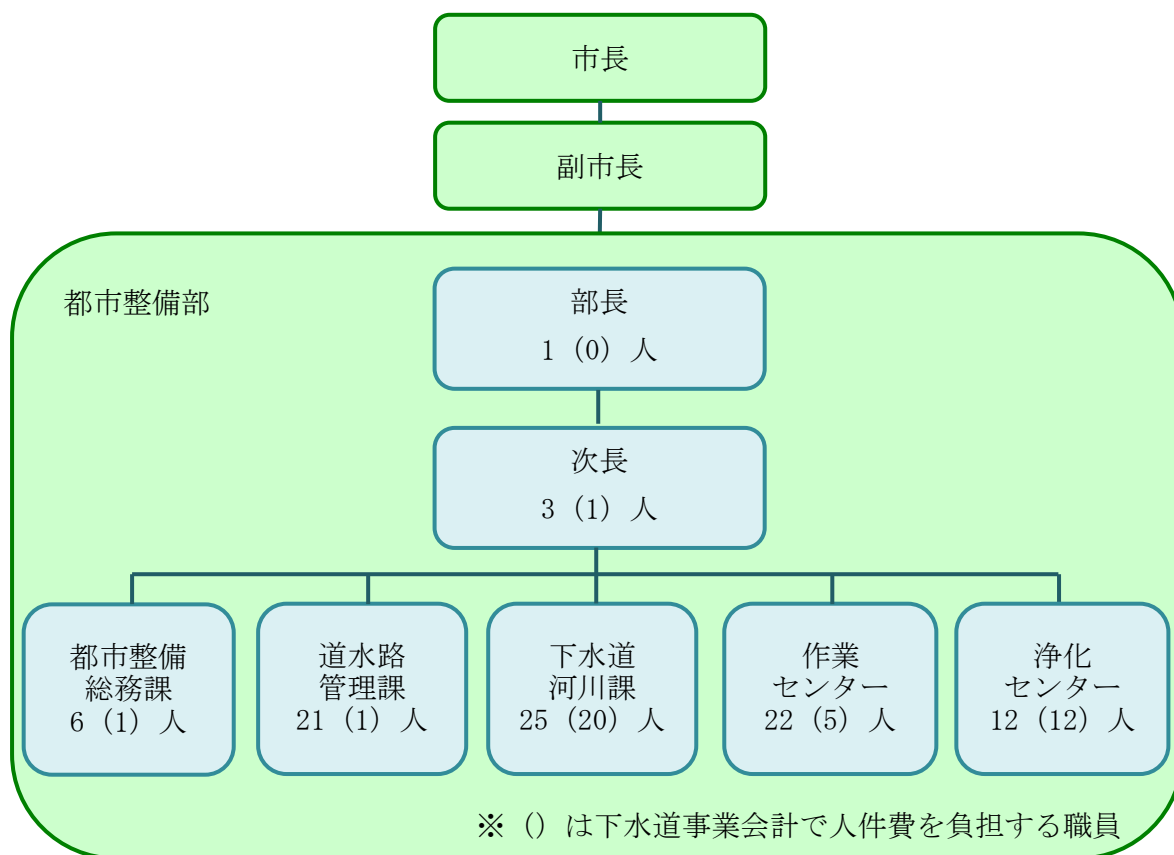 市長
副市長
都市整備部
部長
1（0）人
次長
3（1）人
都市整備
総務課
6（1）人
道水路
管理課
21（1）人
下水道
河川課
25（20）人
作業
センター
22（5）人
浄化
センター
12（12）人
※（）は下水道事業会計で人件費を負担する職員